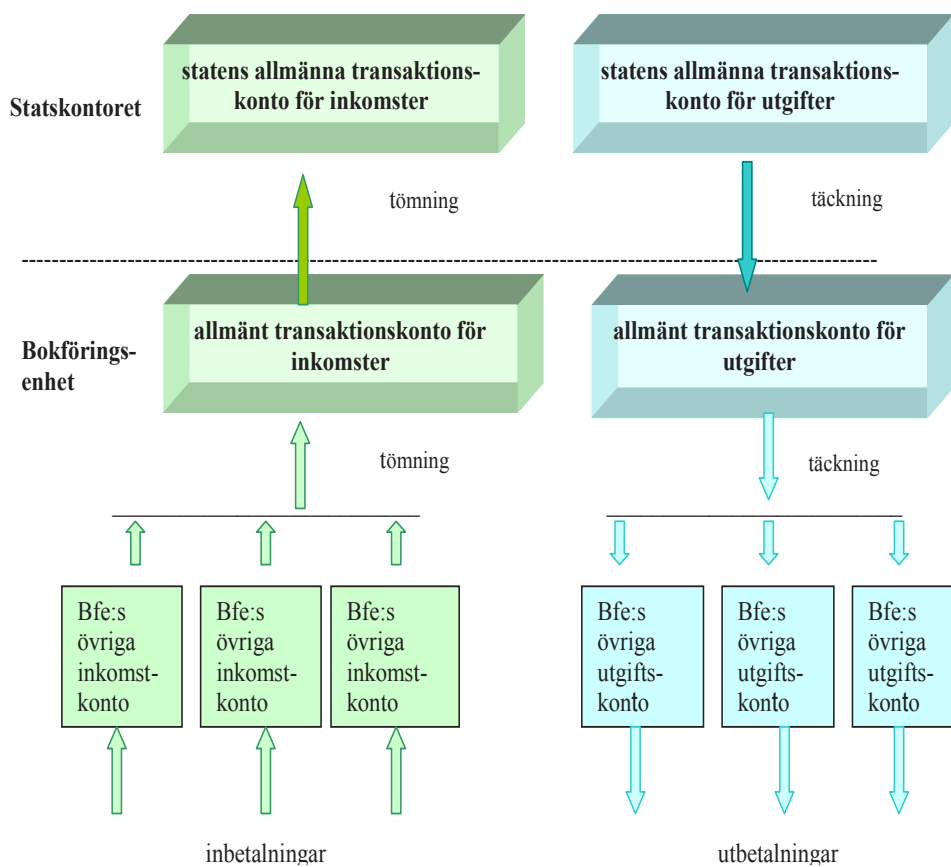 statens allmänna transaktions-
konto för inkomster
statens allmänna transaktions-
konto för utgifter
Statskontoret
tömning
täckning
allmänt transaktionskonto för
inkomster
allmänt transaktionskonto för
utgifter
Bokförings-
enhet
tömning
täckning
Bfe:s
övriga
inkomst-
konto
Bfe:s
övriga
inkomst-
konto
Bfe:s
övriga
inkomst-
konto
Bfe:s
övriga
utgifts-
konto
Bfe:s
övriga
utgifts-
konto
Bfe:s
övriga
utgifts-
konto
inbetalningar
utbetalningar